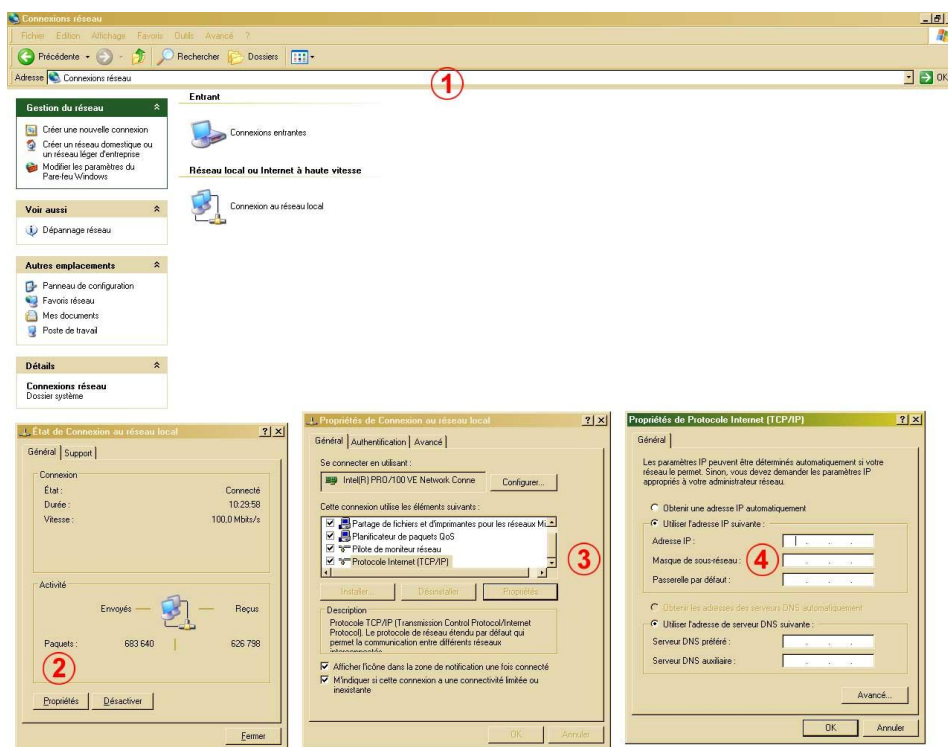 Connexions réseau
Fichier Edition Affichage Favoris Outils Avancé ?
Précédente Rechercher Dossiers
Adresse Connexions réseau OK
1
Gestion du réseau
Créer une nouvelle connexion
Créer un réseau domestique ou
un réseau léger d'entreprise
Modifier les paramètres du
Pare-feu Windows
Voir aussi
Dépannage réseau
Autres emplacements
Panneau de configuration
Favoris réseau
Mes documents
Poste de travail
Détails
Connexions réseau
Dossier système
Entrant
Connexions entrantes
Réseau local ou Internet à haute vitesse
Connexion au réseau local
État de Connexion au réseau local
Général Support
Connexion
État : Connecté
Durée : 10:29:58
Vitesse : 100,0 Mbits/s
Activité
Envoyés Reçus
Paquets : 683 640 626 798
2
Propriétés Désactiver
Fermer
Propriétés de Connexion au réseau local
Général Authentification Avancé
Se connecter en utilisant :
Intel(R) PRO/100 VE Network Conne Configurer...
Cette connexion utilise les éléments suivants :
Partage de fichiers et d'imprimantes pour les réseaux Mi
Planificateur de paquets QoS
Pilote de moniteur réseau
Protocole Internet (TCP/IP)
3
Installer... Désinstaller Propriétés
Description
Protocole TCP/IP (Transmission Control Protocol/Internet
Protocol). Le protocole de réseau étendu par défaut qui
permet la communication entre différents réseaux
interconnectés
Afficher l'icône dans la zone de notification une fois connecté
M'indiquer si cette connexion a une connectivité limitée ou
inexistante
OK Annuler
Propriétés de Protocole Internet (TCP/IP)
Général
Les paramètres IP peuvent être déterminés automatiquement si votre
réseau le permet. Sinon, vous devez demander les paramètres IP
appropriés à votre administrateur réseau.
Obtenir une adresse IP automatiquement
Utiliser l'adresse IP suivante :
Adresse IP :
Masque de sous-réseau :
4
Passerelle par défaut :
Obtenir les adresses des serveurs DNS automatiquement
Utiliser l'adresse de serveur DNS suivante :
Serveur DNS préféré :
Serveur DNS auxiliaire :
Avancé...
OK Annuler